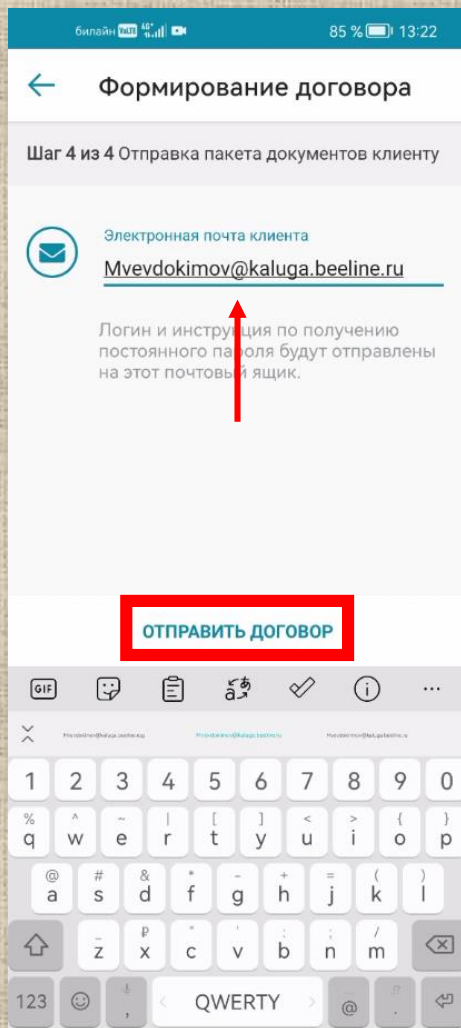 билайн VoLTE 4G+ 85 % 13:22
Формирование договора
Шаг 4 из 4 Отправка пакета документов клиенту
Электронная почта клиента
Mvevdokimov@kaluga.beeline.ru
Логин и инструкция по получению
постоянного пароля будут отправлены
на этот почтовый ящик.
ОТПРАВИТЬ ДОГОВОР
GIF
1 2 3 4 5 6 7 8 9 0
% ^ ~ | [ ] < > { }
q w e r t y u i o p
@ # & * - + = ( )
a s d f g h j k l
_ ₽ " ' : ; /
z x c v b n m
123 , QWERTY @ .